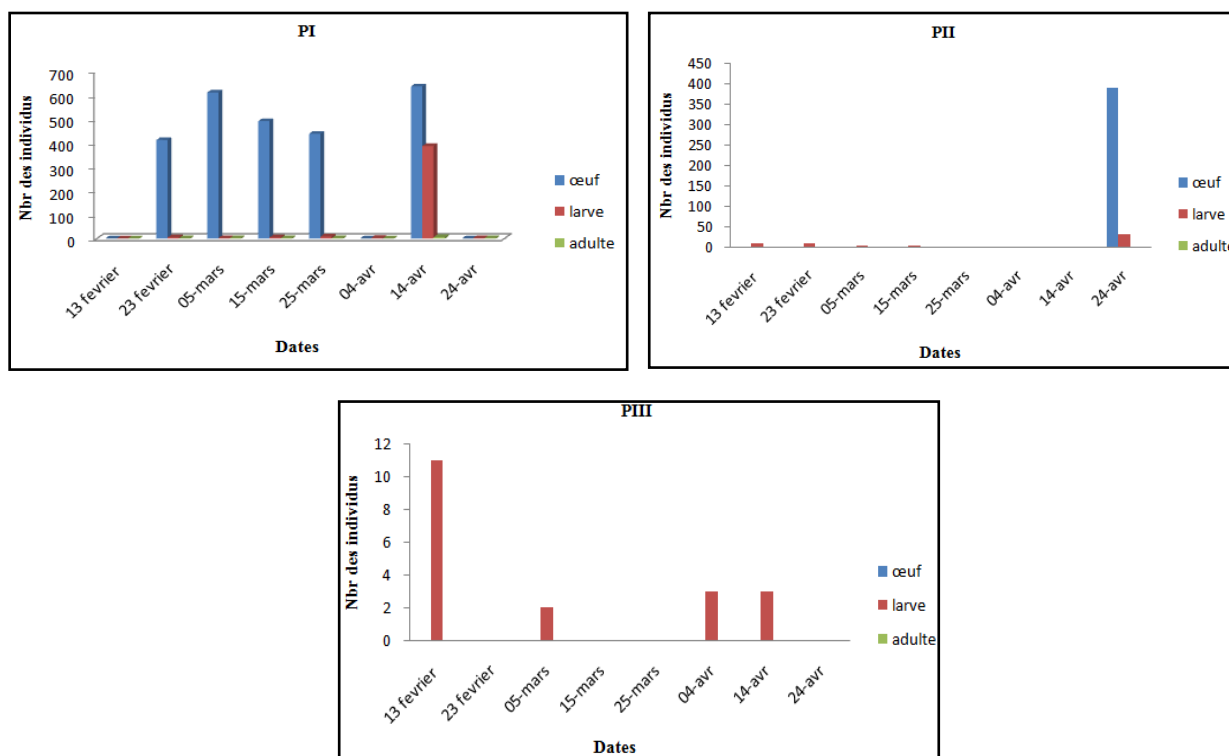 PI
Nbr des individus
700
600
500
400
300
200
100
0
13 fevrier
23 fevrier
05-mars
15-mars
25-mars
04-avr
14-avr
24-avr
Dates
œuf
larve
adulte
PII
Nbr des individus
450
400
350
300
250
200
150
100
50
0
13 fevrier
23 fevrier
05-mars
15-mars
25-mars
04-avr
14-avr
24-avr
Dates
œuf
larve
adulte
PIII
Nbr des individus
12
10
8
6
4
2
0
13 fevrier
23 fevrier
05-mars
15-mars
25-mars
04-avr
14-avr
24-avr
Dates
œuf
larve
adulte